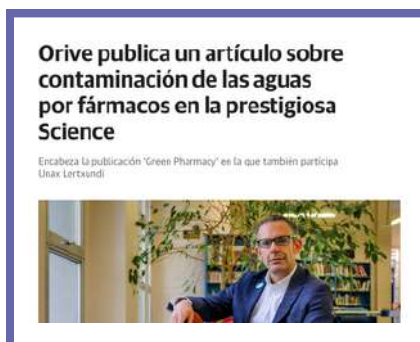 Orive publica un artículo sobre
contaminación de las aguas
por fármacos en la prestigiosa
Science
Encabeza la publicación 'Green Pharmacy' en la que también participa
Unax Lertxundi